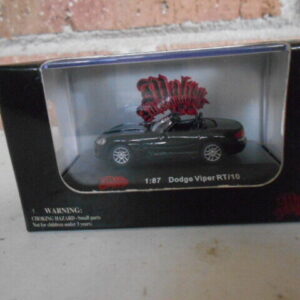 1:87 Dodge Viper RT/10
WARNING:
CHOKING HAZARD - Small parts
Not for children under 3 years.